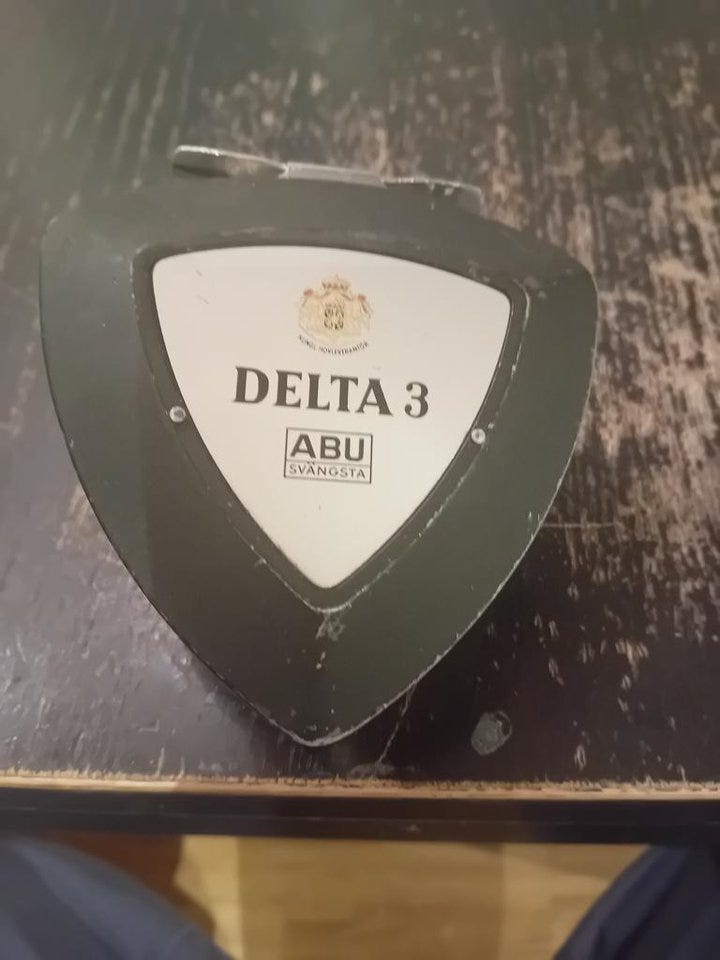 KUNGL. HOVLEVERANTÖR
DELTA 3
ABU
SVÄNGSTA